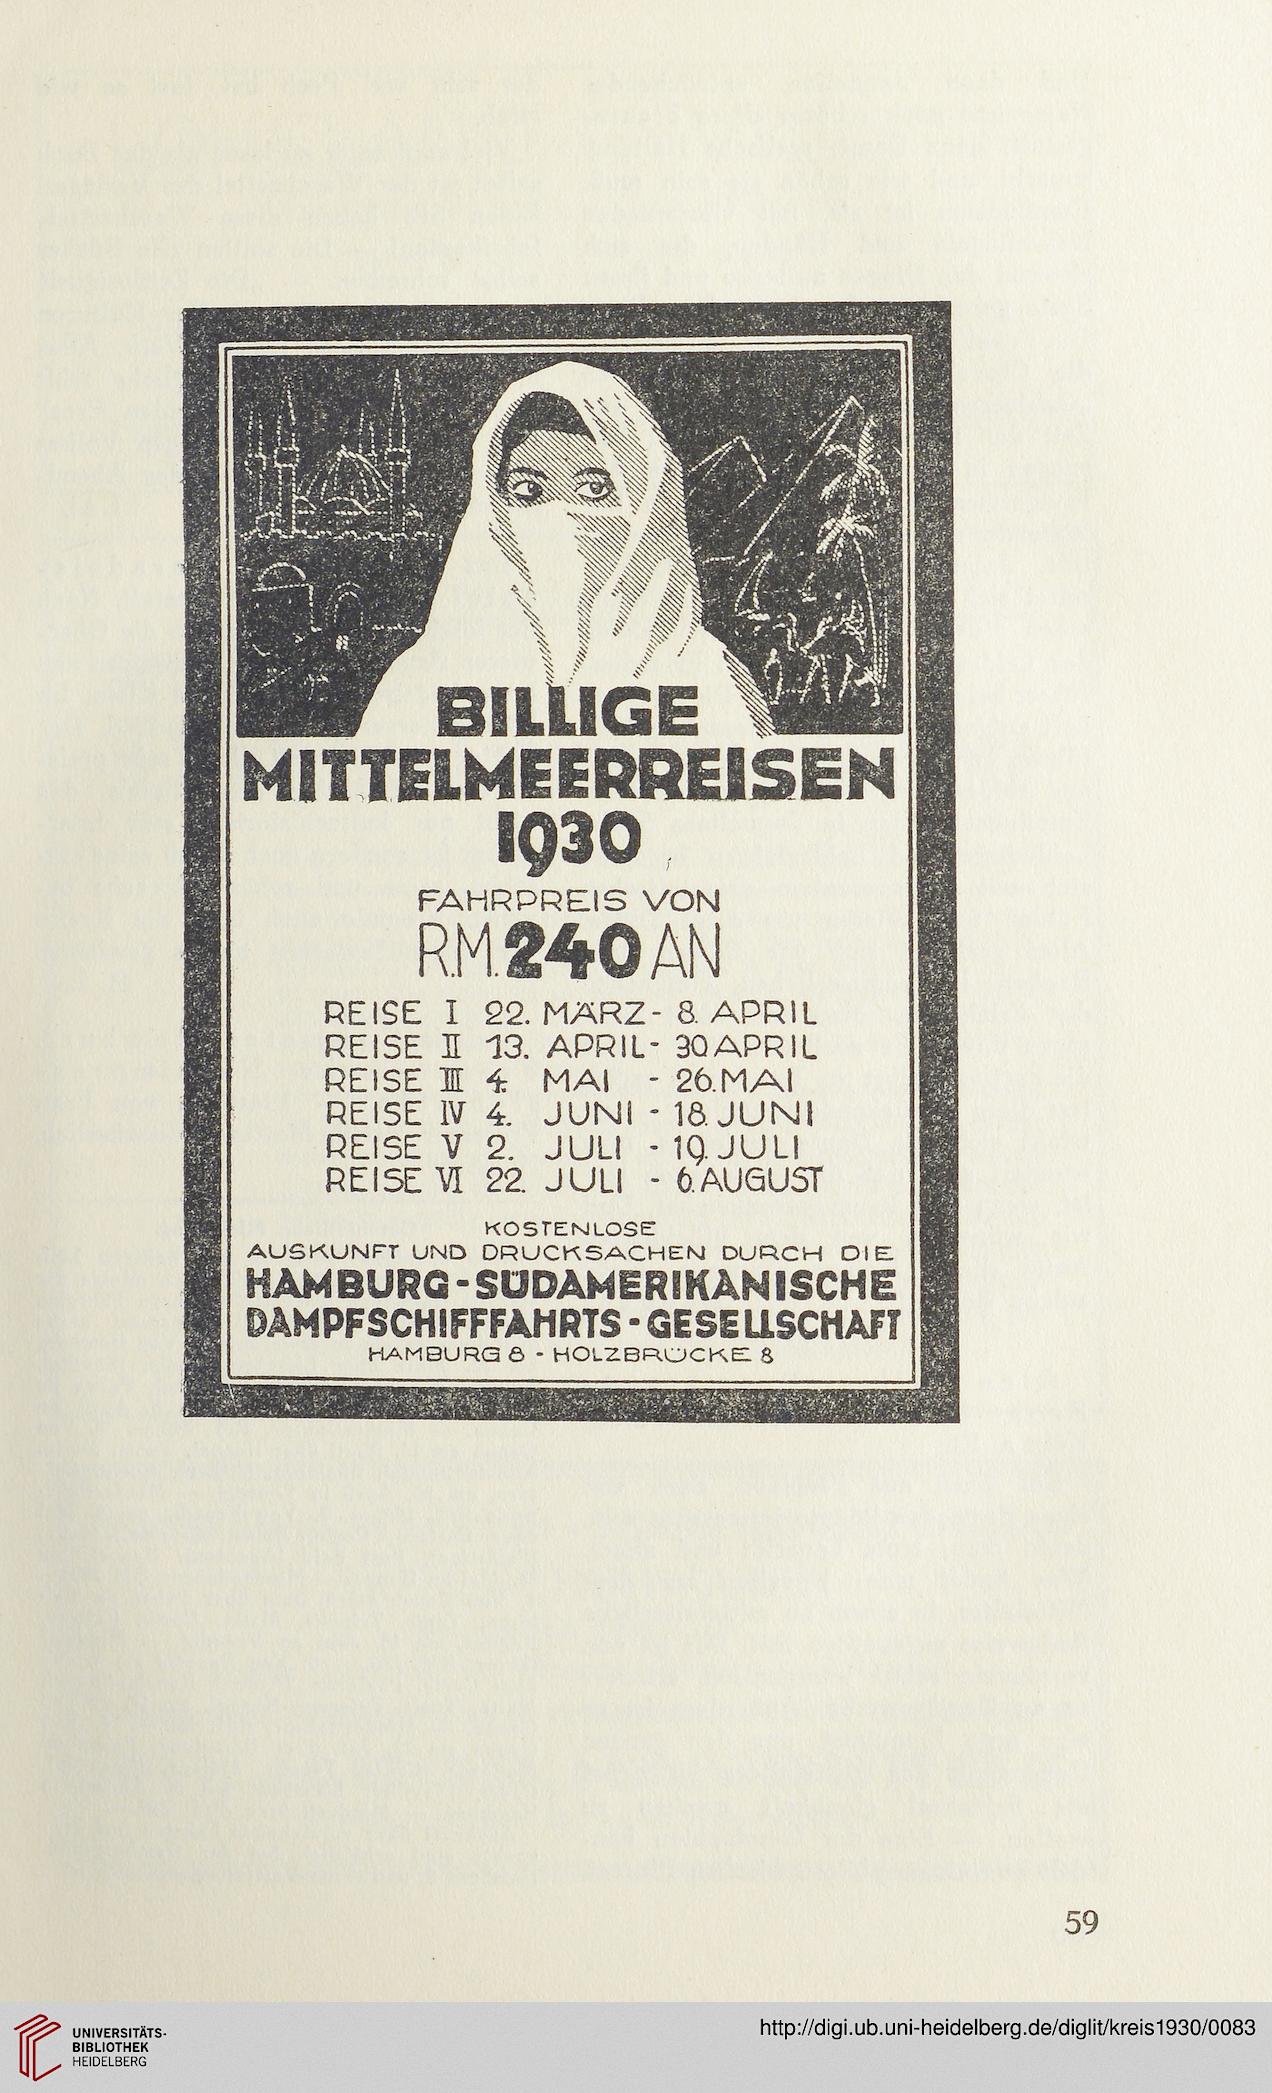 BILLIGE
MITTELMEERREISEN
1930
FAHRPREIS VON
R.M. 240 AN
REISE I 22. MÄRZ - 8. APRIL
REISE II 13. APRIL - 30 APRIL
REISE III 4. MAI - 26. MAI
REISE IV 4. JUNI - 18. JUNI
REISE V 2. JULI - 19. JULI
REISE VI 22. JULI - 6. AUGUST
KOSTENLOSE
AUSKUNFT UND DRUCKSACHEN DURCH DIE
HAMBURG-SÜDAMERIKANISCHE
DAMPFSCHIFFFAHRTS-GESELLSCHAFT
HAMBURG 8 - HOLZBRÜCKE 8
59
UNIVERSITÄTS-
BIBLIOTHEK
HEIDELBERG
http://digi.ub.uni-heidelberg.de/diglit/kreis1930/0083